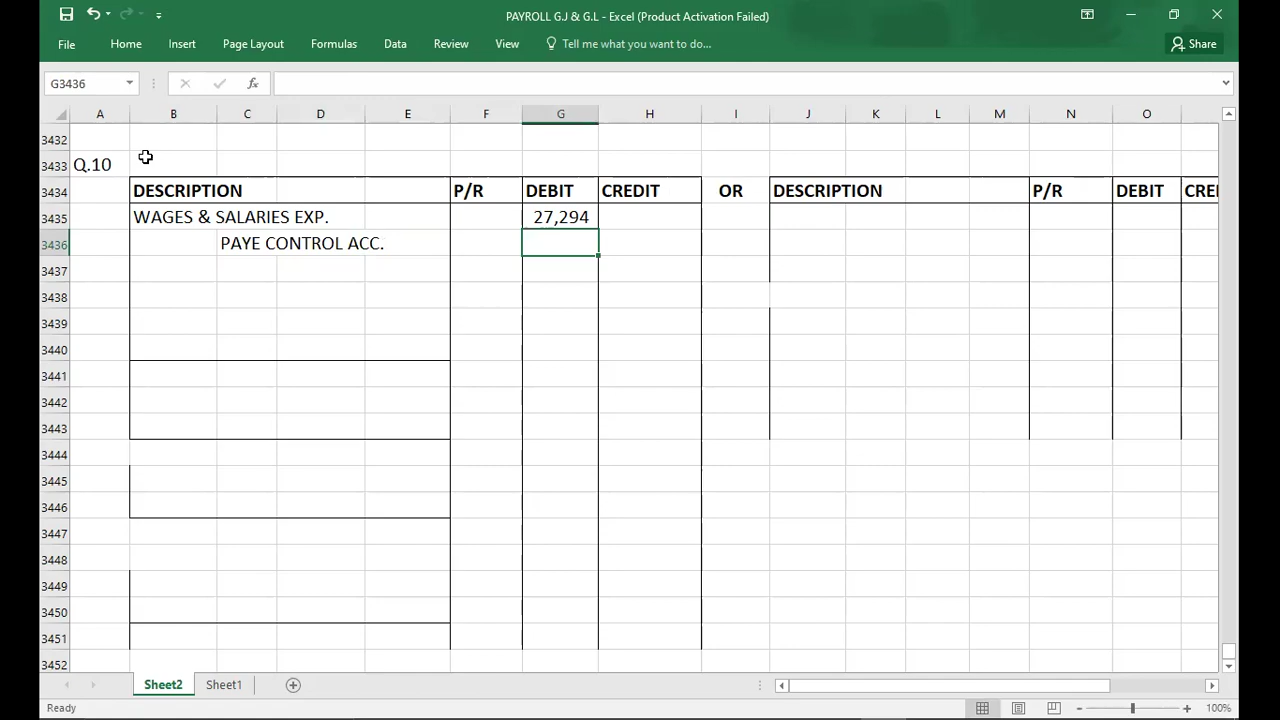 PAYROLL G.J & G.L - Excel (Product Activation Failed)
File Home Insert Page Layout Formulas Data Review View Tell me what you want to do... Share
G3436 fx
A B C D E F G H I J K L M N O
3432
3433 Q.10
3434 DESCRIPTION P/R DEBIT CREDIT OR DESCRIPTION P/R DEBIT CRE
3435 WAGES & SALARIES EXP. 27,294
3436 PAYE CONTROL ACC.
3437
3438
3439
3440
3441
3442
3443
3444
3445
3446
3447
3448
3449
3450
3451
3452
Sheet2 Sheet1
Ready 100%